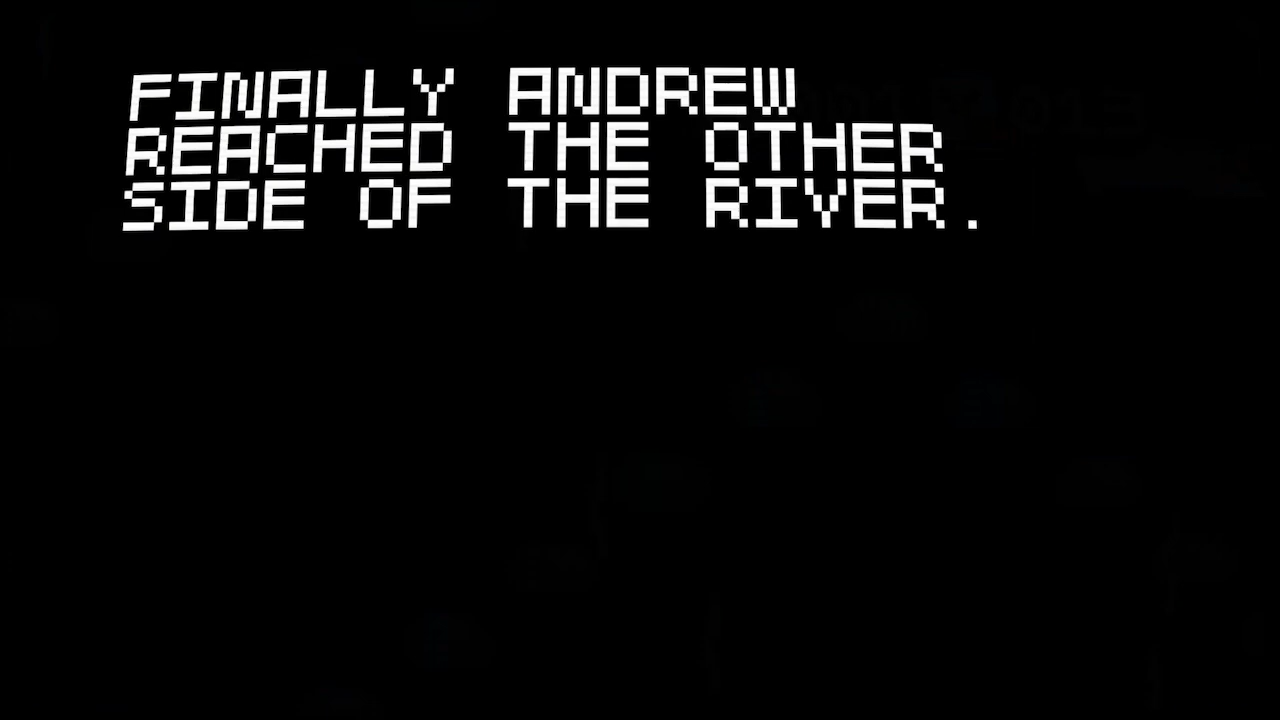 FINALLY ANDREW
REACHED THE OTHER
SIDE OF THE RIVER.